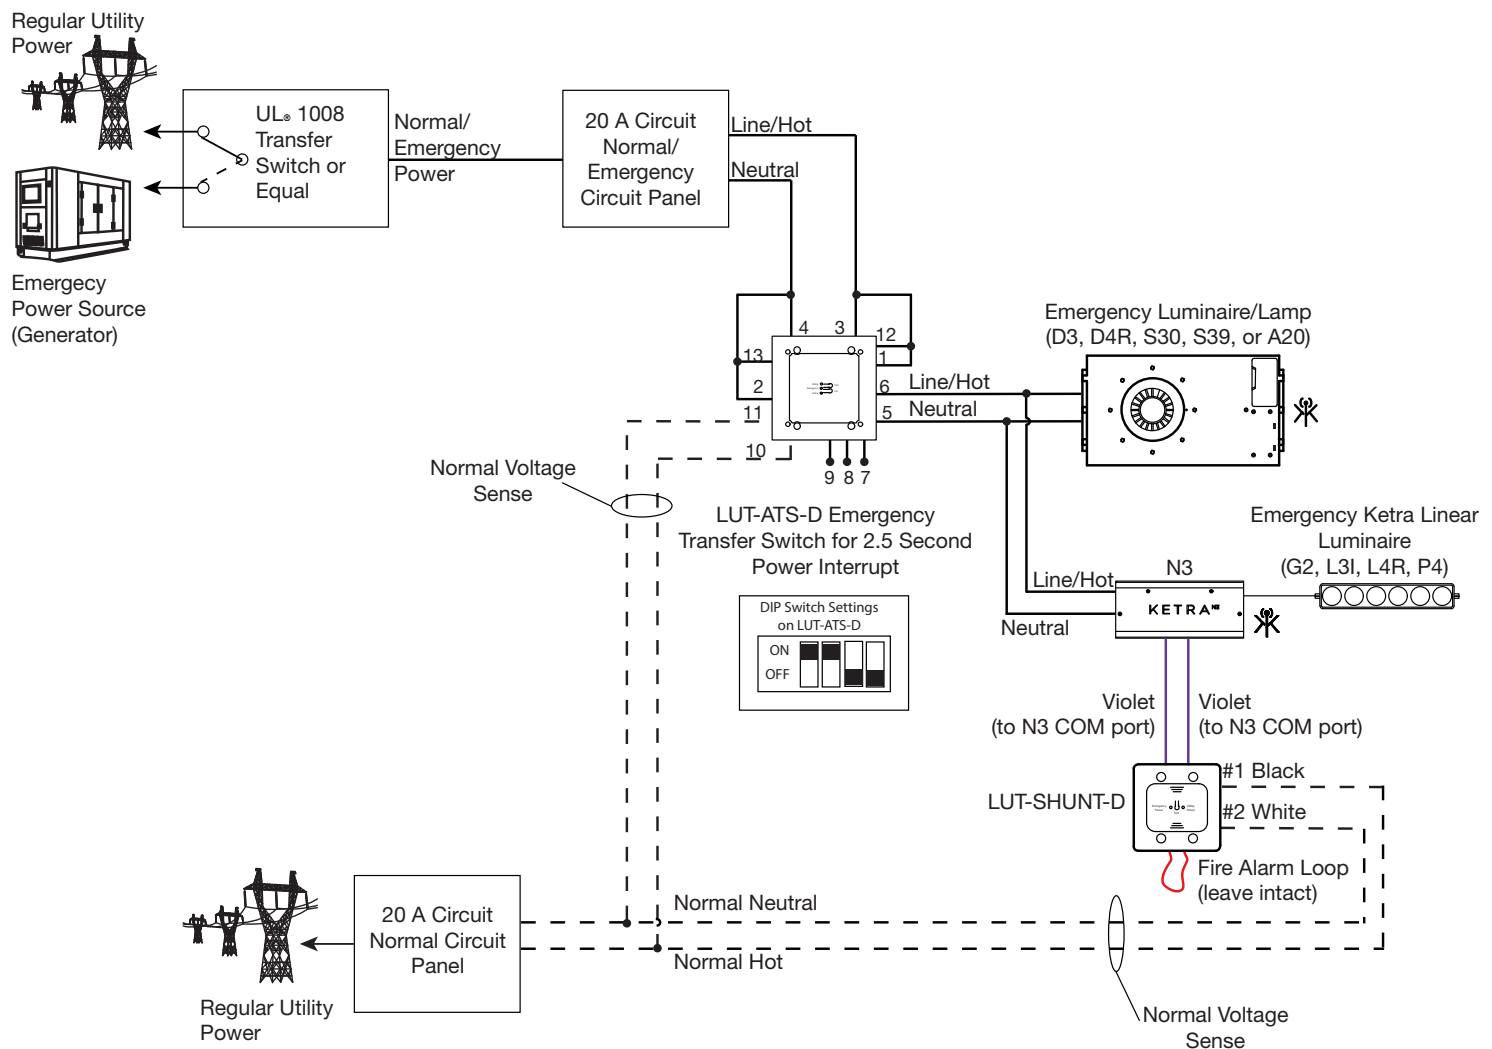 Regular Utility
Power
UL® 1008
Transfer
Switch or
Equal
Normal/
Emergency
Power
20 A Circuit
Normal/
Emergency
Circuit Panel
Line/Hot
Neutral
Emergecy
Power Source
(Generator)
4
3
12
13
1
2
6
Line/Hot
11
5
Neutral
10
9
8
7
Emergency Luminaire/Lamp
(D3, D4R, S30, S39, or A20)
Normal Voltage
Sense
LUT-ATS-D Emergency
Transfer Switch for 2.5 Second
Power Interrupt
DIP Switch Settings
on LUT-ATS-D
ON
OFF
Emergency Ketra Linear
Luminaire
(G2, L3I, L4R, P4)
N3
Line/Hot
KETRA N3
Neutral
Violet
(to N3 COM port)
Violet
(to N3 COM port)
LUT-SHUNT-D
#1 Black
#2 White
Fire Alarm Loop
(leave intact)
20 A Circuit
Normal Circuit
Panel
Normal Neutral
Normal Hot
Regular Utility
Power
Normal Voltage
Sense